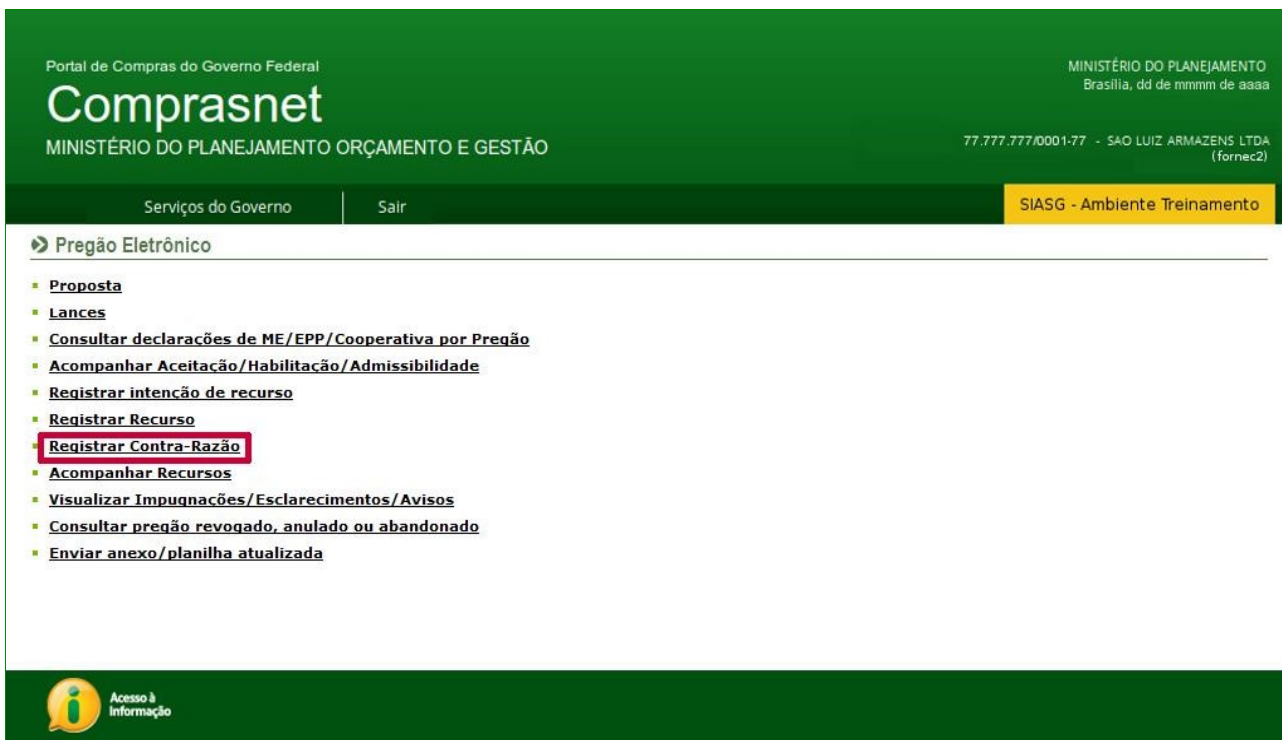 Portal de Compras do Governo Federal
Comprasnet
MINISTÉRIO DO PLANEJAMENTO ORÇAMENTO E GESTÃO
MINISTÉRIO DO PLANEJAMENTO
Brasília, dd de mmmm de aaaa
77.777.777/0001-77 - SAO LUIZ ARMAZENS LTDA
(fornec2)
Serviços do Governo
Sair
SIASG - Ambiente Treinamento
Pregão Eletrônico
Proposta
Lances
Consultar declarações de ME/EPP/Cooperativa por Pregão
Acompanhar Aceitação/Habilitação/Admissibilidade
Registrar intenção de recurso
Registrar Recurso
Registrar Contra-Razão
Acompanhar Recursos
Visualizar Impugnações/Esclarecimentos/Avisos
Consultar pregão revogado, anulado ou abandonado
Enviar anexo/planilha atualizada
Acesso à
Informação